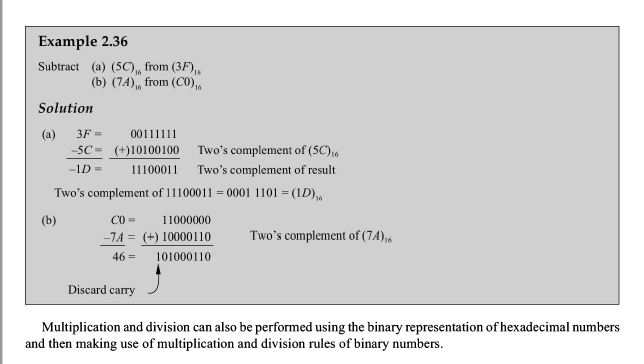 Example 2.36
Subtract (a) (5C)₁₆ from (3F)₁₆
(b) (7A)₁₆ from (C0)₁₆
Solution
(a) 3F = 00111111
–5C = (+)10100100 Two's complement of (5C)₁₆
–1D = 11100011 Two's complement of result
Two's complement of 11100011 = 0001 1101 = (1D)₁₆
(b) C0 = 11000000
–7A = (+) 10000110 Two's complement of (7A)₁₆
46 = 101000110
Discard carry
Multiplication and division can also be performed using the binary representation of hexadecimal numbers
and then making use of multiplication and division rules of binary numbers.